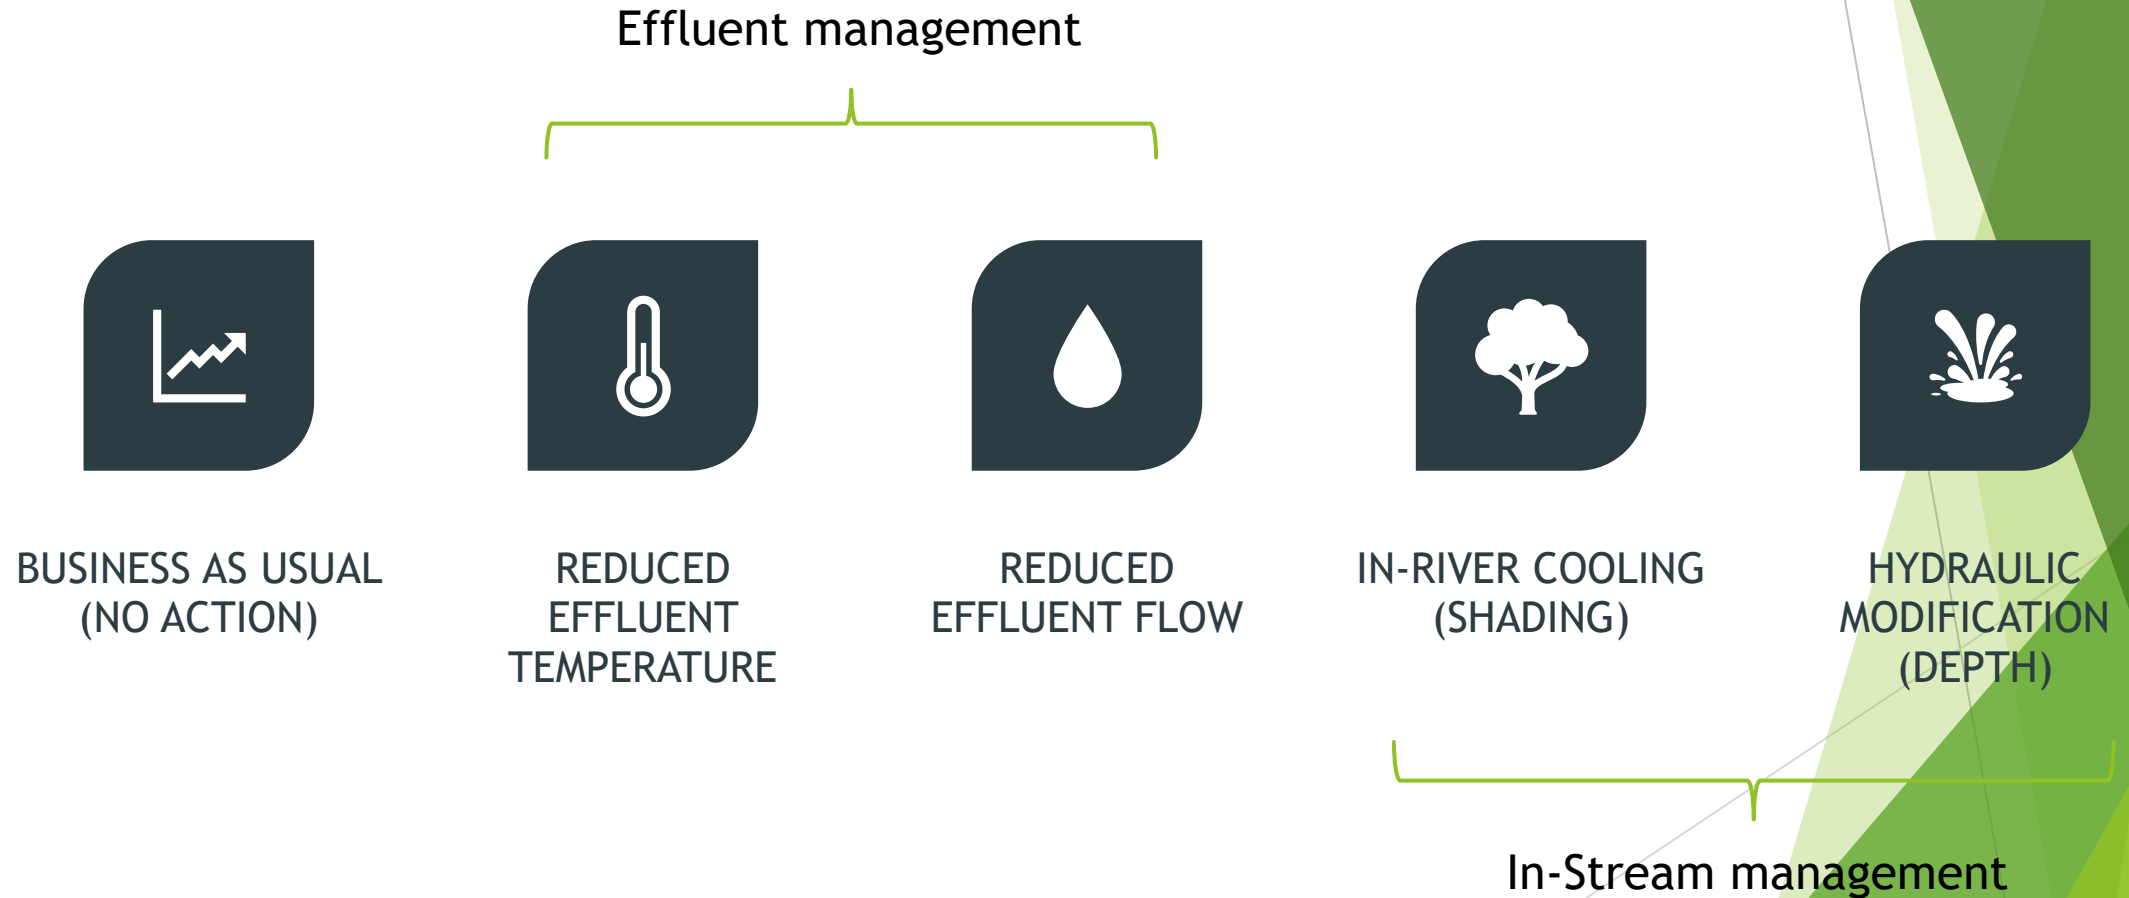 Effluent management
BUSINESS AS USUAL
(NO ACTION)
REDUCED
EFFLUENT
TEMPERATURE
REDUCED
EFFLUENT FLOW
IN-RIVER COOLING
(SHADING)
HYDRAULIC
MODIFICATION
(DEPTH)
In-Stream management